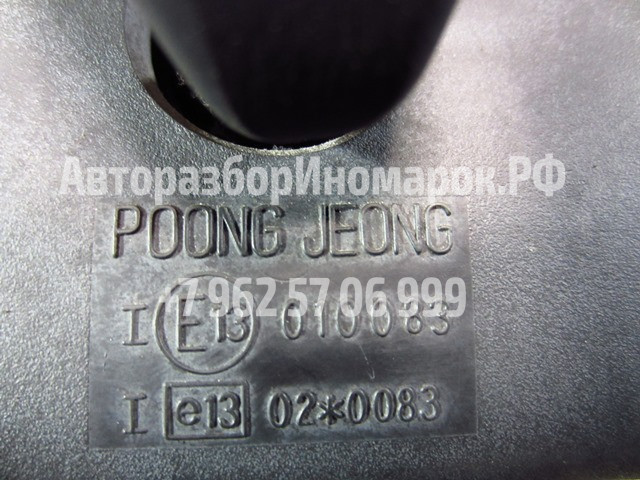 АвторазборИномарок.РФ
POONG JEONG
7 962 57 06 999
I E13 010083
I e13 02*0083